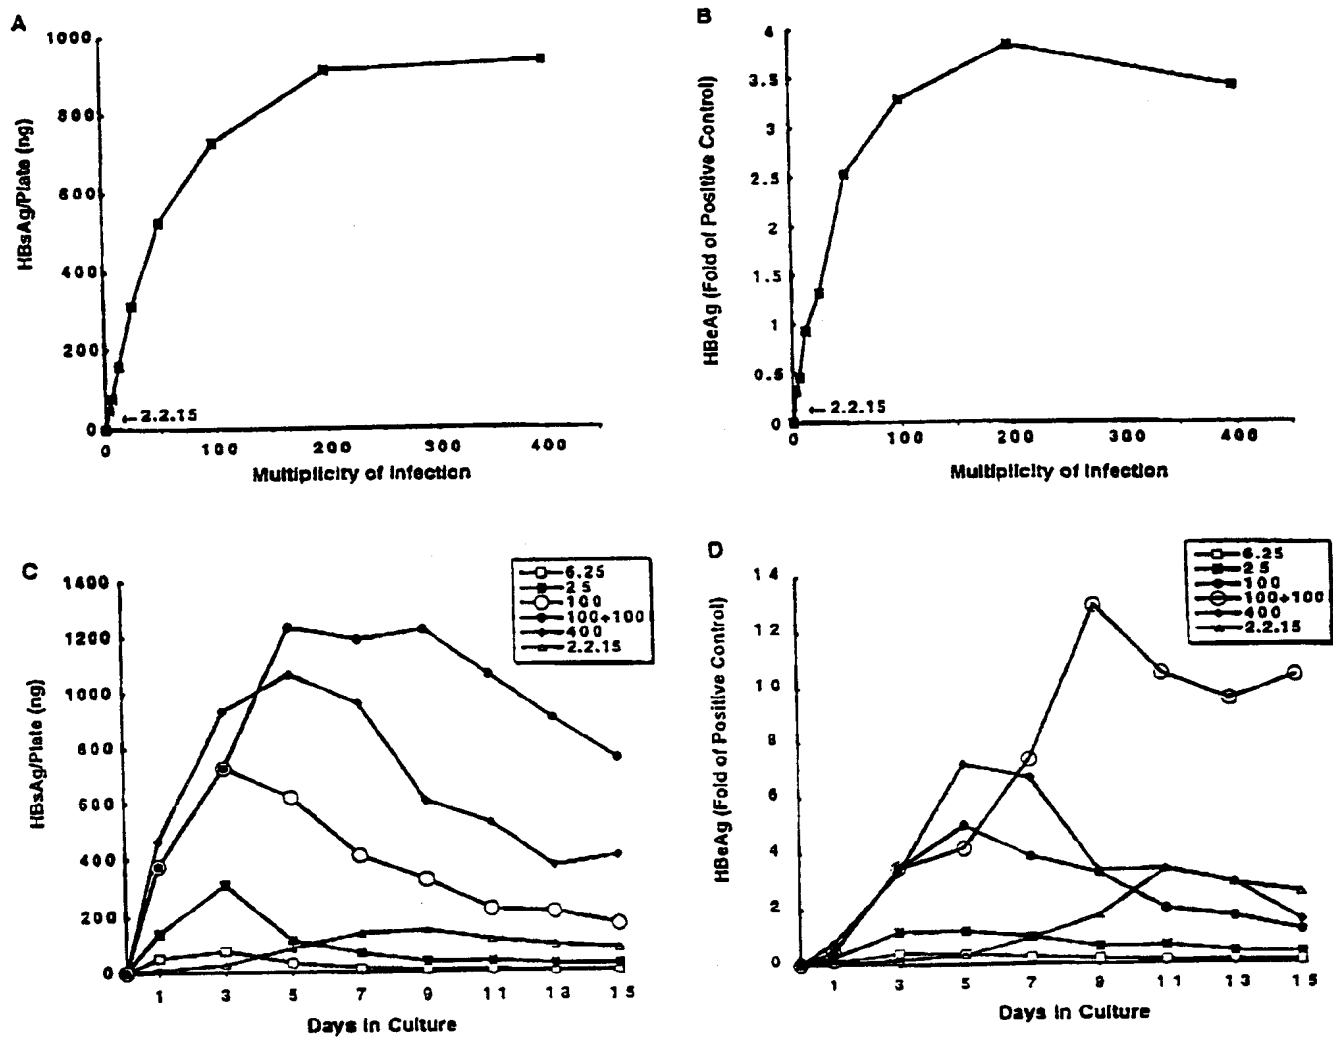 A
1000
800
600
400
200
0
HBsAg/Plate (ng)
←2.2.15
0 100 200 300 400
Multiplicity of Infection
B
4
3.5
3
2.5
2
1.5
1
0.5
0
HBeAg (Fold of Positive Control)
←2.2.15
0 100 200 300 400
Multiplicity of Infection
C
1400
1200
1000
800
600
400
200
0
HBsAg/Plate (ng)
6.25
25
100
100+100
400
2.2.15
1 3 5 7 9 11 13 15
Days in Culture
D
14
12
10
8
6
4
2
0
HBeAg (Fold of Positive Control)
6.25
25
100
100+100
400
2.2.15
1 3 5 7 9 11 13 15
Days in Culture